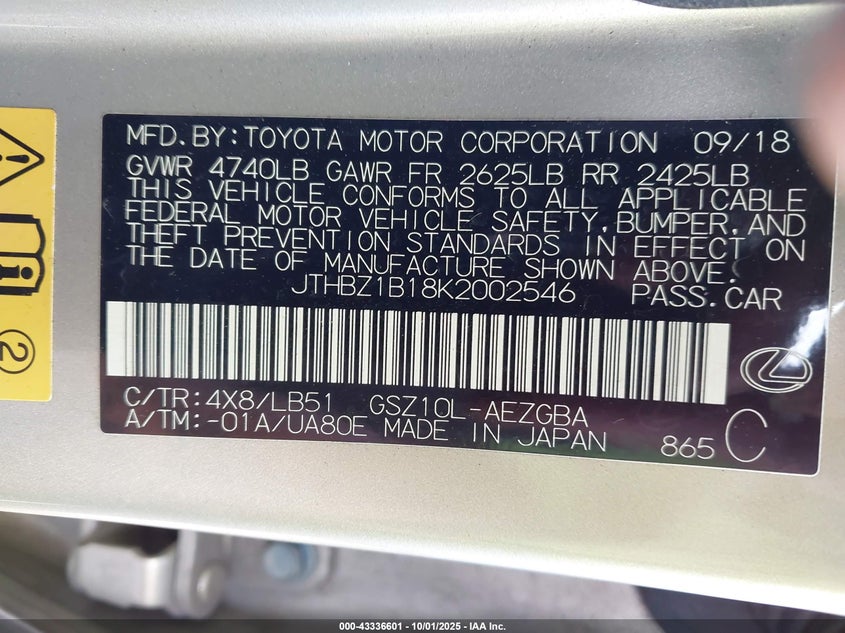 MFD.BY:TOYOTA MOTOR CORPORATION 09/18
GVWR 4740LB GAWR FR 2625LB RR 2425LB
THIS VEHICLE CONFORMS TO ALL APPLICABLE
FEDERAL MOTOR VEHICLE SAFETY,BUMPER,AND
THEFT PREVENTION STANDARDS IN EFFECT ON
THE DATE OF MANUFACTURE SHOWN ABOVE.
JTHBZ1B18K2002546 PASS.CAR
C/TR:4X8/LB51 GSZ10L-AEZGBA
A/TM:-01A/UA80E MADE IN JAPAN 865 C
2
000-43336601 - 10/01/2025 - IAA Inc.